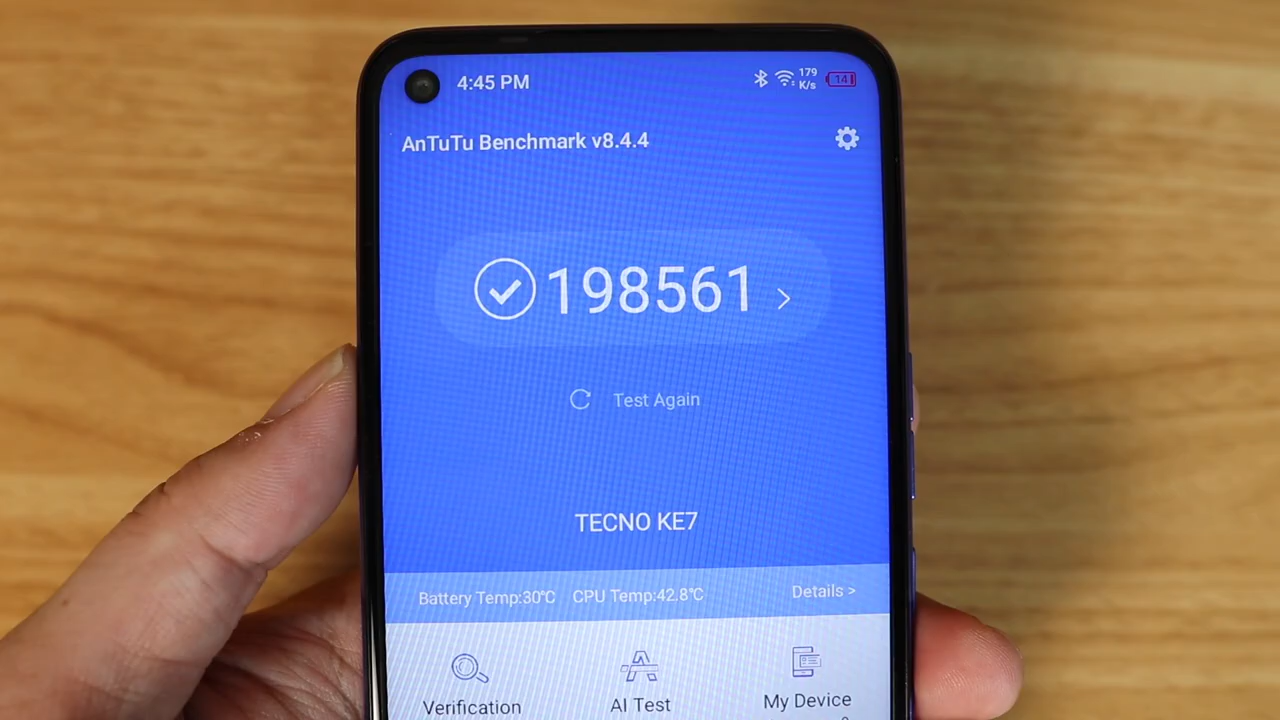 4:45 PM
179
K/s
14
AnTuTu Benchmark v8.4.4
198561
Test Again
TECNO KE7
Battery Temp:30℃ CPU Temp:42.8℃ Details >
Verification AI Test My Device